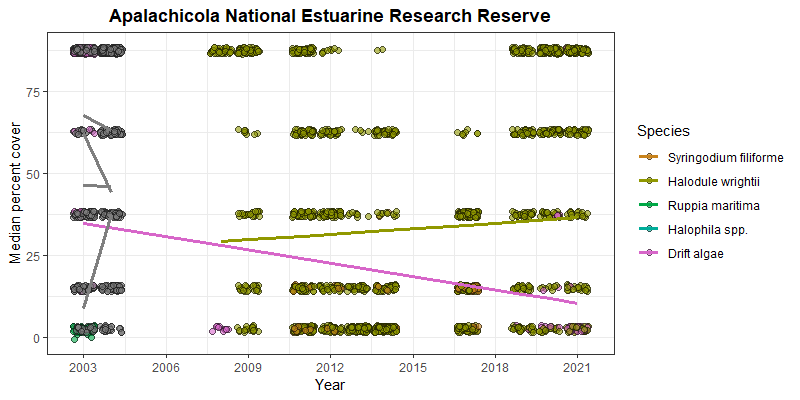 Apalachicola National Estuarine Research Reserve
Median percent cover
75
50
25
0
2003 2006 2009 2012 2015 2018 2021
Year
Species
Syringodium filiforme
Halodule wrightii
Ruppia maritima
Halophila spp.
Drift algae